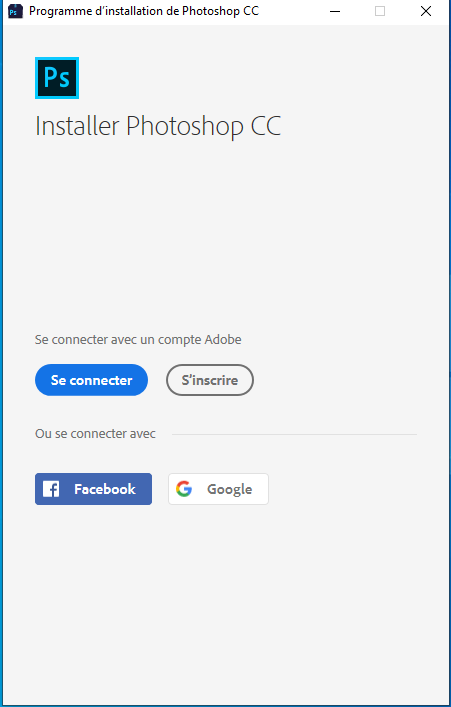 Ps Programme d'installation de Photoshop CC
Ps
Installer Photoshop CC
Se connecter avec un compte Adobe
Se connecter S'inscrire
Ou se connecter avec
Facebook Google